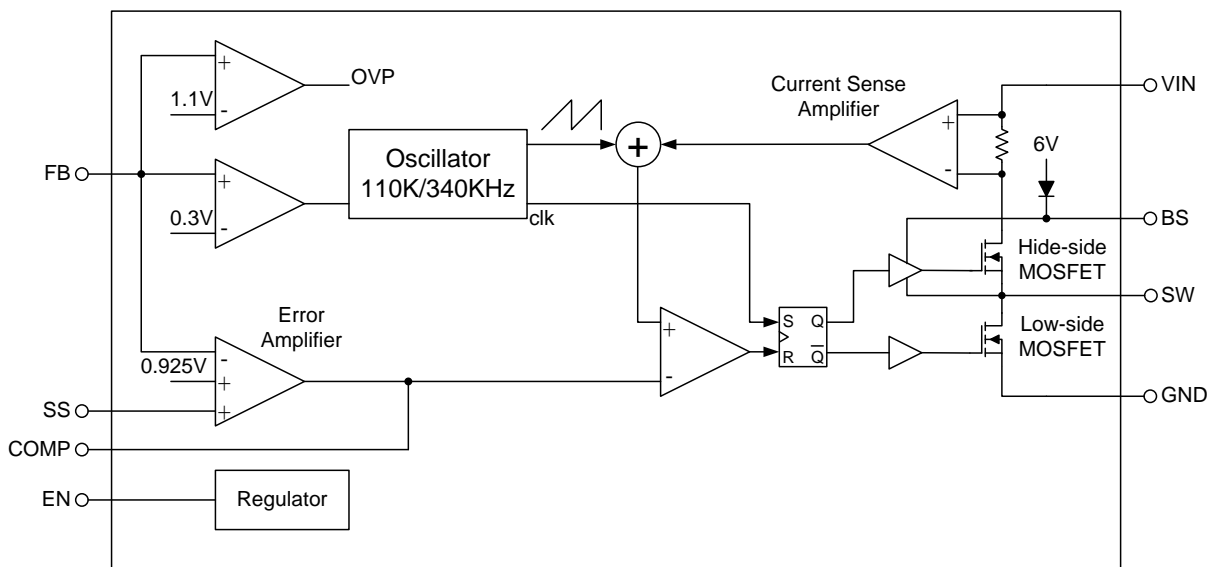 OVP
Current Sense
Amplifier
VIN
+
-
1.1V
+
-
6V
FB
+
-
0.3V
Oscillator
110K/340KHz
clk
+
BS
Hide-side
MOSFET
SW
Error
Amplifier
+
-
S
Q
R
Q
Low-side
MOSFET
-
+
+
0.925V
SS
GND
COMP
EN
Regulator